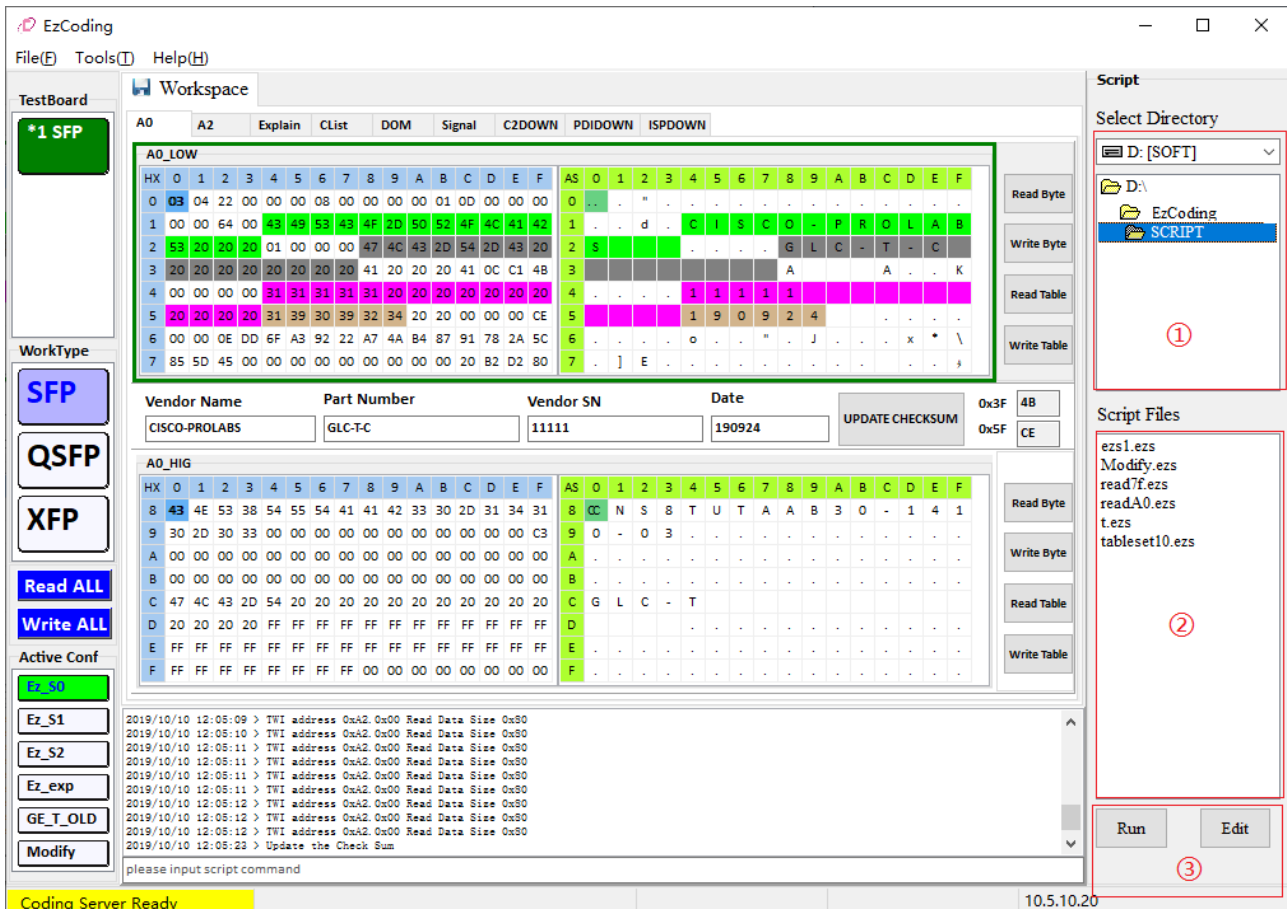 EzCoding
File(F) Tools(T) Help(H)
TestBoard
*1 SFP
WorkType
SFP
QSFP
XFP
Read ALL
Write ALL
Active Conf
Ez_S0
Ez_S1
Ez_S2
Ez_exp
GE_T_OLD
Modify
Workspace
A0 A2 Explain CList DOM Signal C2DOWN PDIDOWN ISPDOWN
A0_LOW
HX 0 1 2 3 4 5 6 7 8 9 A B C D E F AS 0 1 2 3 4 5 6 7 8 9 A B C D E F
0 03 04 22 00 00 00 08 00 00 00 00 01 0D 00 00 00 0 . . . " . . . . . . . . . . . . .
1 00 00 64 00 43 49 53 43 4F 2D 50 52 4F 4C 41 42 1 . . d . C I S C O - P R O L A B
2 53 20 20 20 01 00 00 00 47 4C 43 2D 54 2D 43 20 2 S . . . . G L C - T - C
3 20 20 20 20 20 20 20 20 41 20 20 20 41 0C C1 4B 3 A A . . K
4 00 00 00 00 31 31 31 31 31 20 20 20 20 20 20 20 4 . . . . 1 1 1 1 1
5 20 20 20 20 31 39 30 39 32 34 20 20 00 00 00 CE 5 1 9 0 9 2 4 . . . .
6 00 00 0E DD 6F A3 92 22 A7 4A B4 87 91 78 2A 5C 6 . . . . o . . " . J . . . x * \
7 85 5D 45 00 00 00 00 00 00 00 00 00 20 B2 D2 80 7 . ] E . . . . . . . . . . . ;
Read Byte
Write Byte
Read Table
Write Table
Vendor Name Part Number Vendor SN Date
CISCO-PROLABS GLC-T-C 11111 190924
UPDATE CHECKSUM
0x3F 4B
0x5F CE
A0_HIG
HX 0 1 2 3 4 5 6 7 8 9 A B C D E F AS 0 1 2 3 4 5 6 7 8 9 A B C D E F
8 43 4E 53 38 54 55 54 41 41 42 33 30 2D 31 34 31 8 CC N S 8 T U T A A B 3 0 - 1 4 1
9 30 2D 30 33 00 00 00 00 00 00 00 00 00 00 00 C3 9 0 - 0 3 . . . . . . . . . . . .
A 00 00 00 00 00 00 00 00 00 00 00 00 00 00 00 00 A . . . . . . . . . . . . . . . .
B 00 00 00 00 00 00 00 00 00 00 00 00 00 00 00 00 B . . . . . . . . . . . . . . . .
C 47 4C 43 2D 54 20 20 20 20 20 20 20 20 20 20 20 C G L C - T
D 20 20 20 20 FF FF FF FF FF FF FF FF FF FF FF FF D . . . . . . . . . . . .
E FF FF FF FF FF FF FF FF FF FF FF FF FF FF FF FF E . . . . . . . . . . . . . . . .
F FF FF FF FF FF FF FF FF 00 00 00 00 00 00 00 00 F . . . . . . . . . . . . . . . .
Read Byte
Write Byte
Read Table
Write Table
2019/10/10 12:05:09 > TWI address 0xA2.0x00 Read Data Size 0x80
2019/10/10 12:05:10 > TWI address 0xA2.0x00 Read Data Size 0x80
2019/10/10 12:05:11 > TWI address 0xA2.0x00 Read Data Size 0x80
2019/10/10 12:05:11 > TWI address 0xA2.0x00 Read Data Size 0x80
2019/10/10 12:05:11 > TWI address 0xA2.0x00 Read Data Size 0x80
2019/10/10 12:05:11 > TWI address 0xA2.0x00 Read Data Size 0x80
2019/10/10 12:05:12 > TWI address 0xA2.0x00 Read Data Size 0x80
2019/10/10 12:05:12 > TWI address 0xA2.0x00 Read Data Size 0x80
2019/10/10 12:05:12 > TWI address 0xA2.0x00 Read Data Size 0x80
2019/10/10 12:05:23 > Update the Check Sum
please input script command
Script
Select Directory
D: [SOFT]
D:\
EzCoding
SCRIPT
①
Script Files
ezs1.ezs
Modify.ezs
read7f.ezs
readA0.ezs
t.ezs
tableset10.ezs
②
Run Edit
③
Coding Server Ready
10.5.10.20